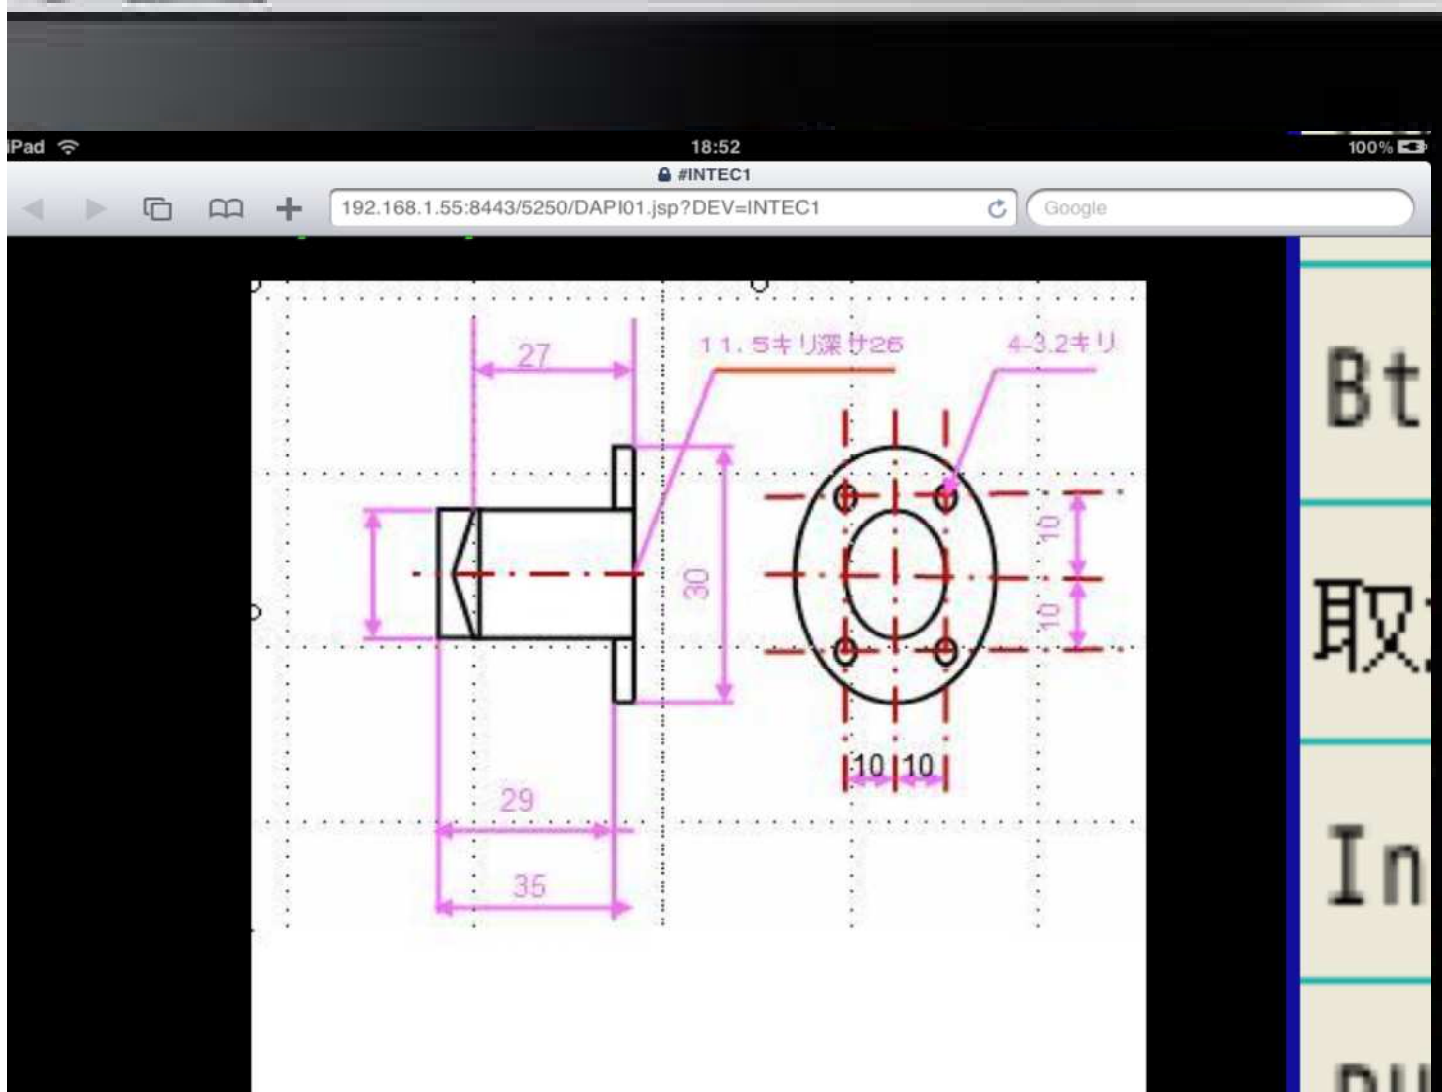 iPad
18:52
100%
#INTEC1
192.168.1.55:8443/5250/DAPI01.jsp?DEV=INTEC1
Google
27
11.5キリ深サ26
4-3.2キリ
Bt
30
10
10
取
10 10
29
35
In